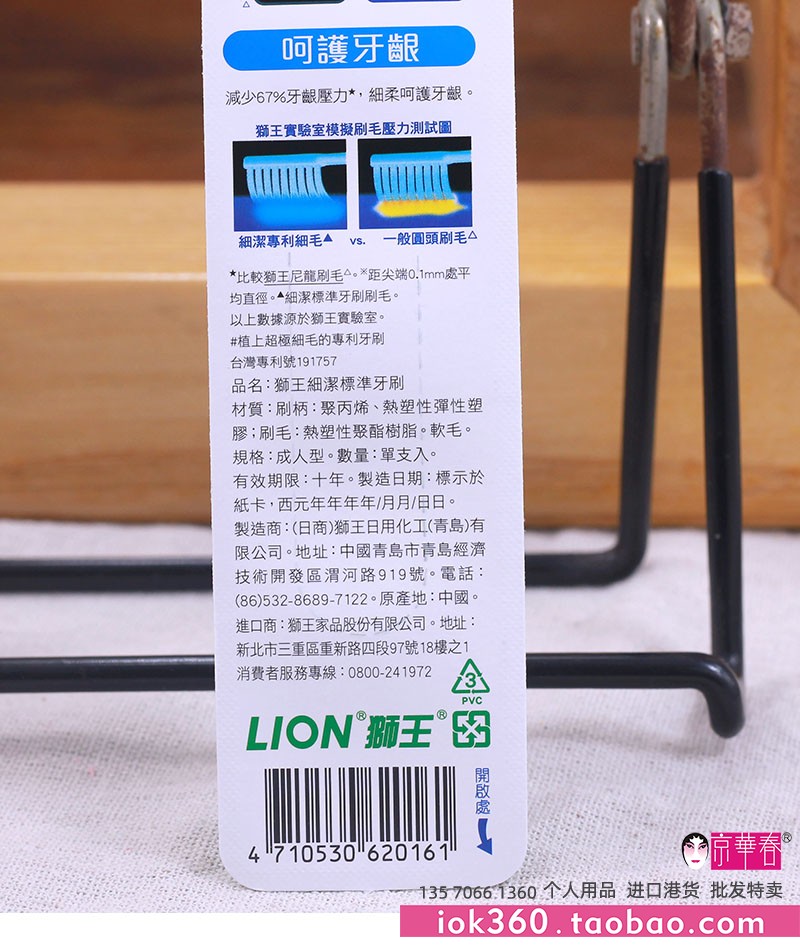 呵護牙齦
減少67%牙齦壓力★，細柔呵護牙齦。
獅王實驗室模擬刷毛壓力測試圖
細潔專利細毛▲ vs. 一般圓頭刷毛△
★比較獅王尼龍刷毛△。※距尖端0.1mm處平
均直徑。▲細潔標準牙刷刷毛。
以上數據源於獅王實驗室。
#植上超極細毛的專利牙刷
台灣專利號191757
品名：獅王細潔標準牙刷
材質：刷柄：聚丙烯、熱塑性彈性塑
膠；刷毛：熱塑性聚酯樹脂。軟毛。
規格：成人型。數量：單支入。
有效期限：十年。製造日期：標示於
紙卡，西元年年年年/月月/日日。
製造商：(日商)獅王日用化工(青島)有
限公司。地址：中國青島市青島經濟
技術開發區渭河路919號。電話：
(86)532-8689-7122。原產地：中國。
進口商：獅王家品股份有限公司。地址：
新北市三重區重新路四段97號18樓之1
消費者服務專線：0800-241972
3
PVC
LION® 獅王®
開啟處
4 710530 620161
京華春®
135 7066 1360 个人用品 进口港货 批发特卖
iok360.taobao.com